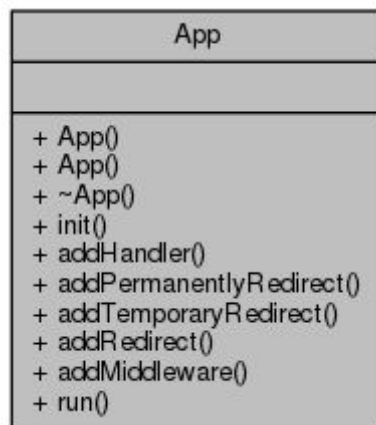 App
+ App()
+ App()
+ ~App()
+ init()
+ addHandler()
+ addPermanentlyRedirect()
+ addTemporaryRedirect()
+ addRedirect()
+ addMiddleware()
+ run()